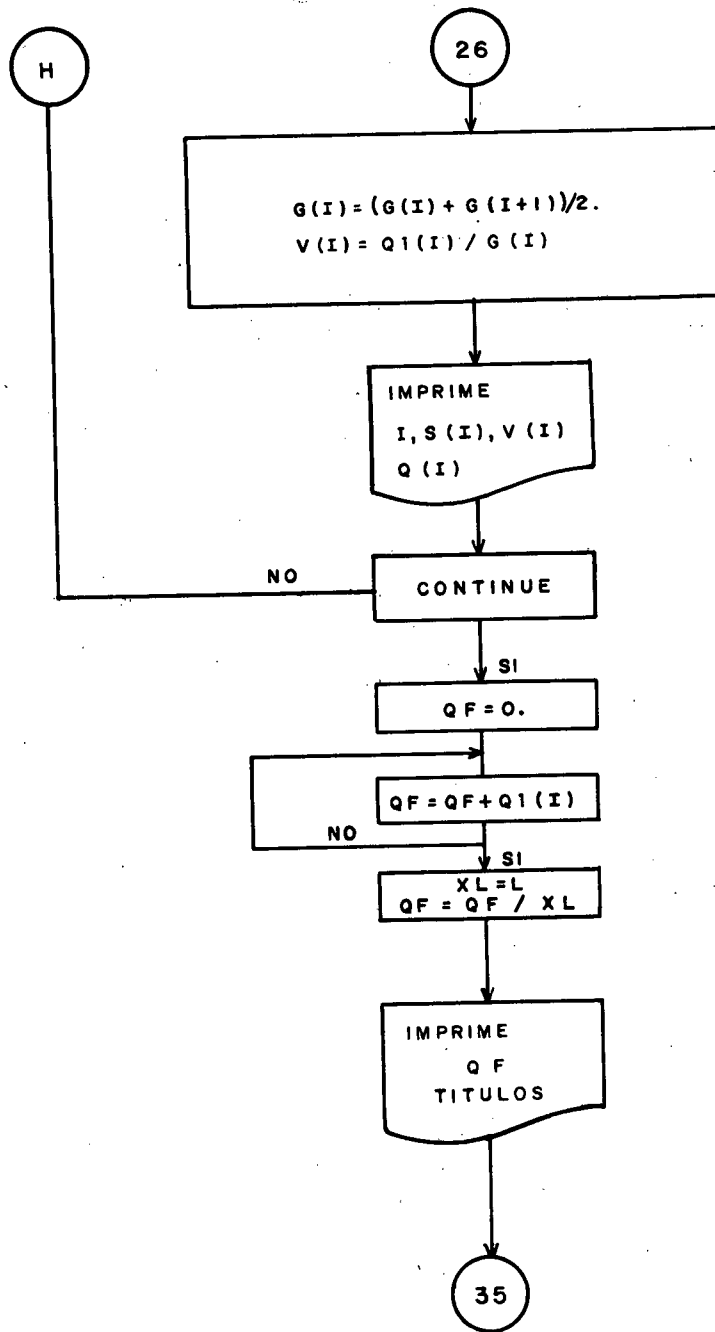 H
26
G(I)=(G(I)+G(I+1))/2.
V(I)=Q1(I)/G(I)
IMPRIME
I,S(I),V(I)
Q(I)
NO
CONTINUE
SI
QF=0.
QF=QF+Q1(I)
NO
SI
XL=L
QF=QF/XL
IMPRIME
QF
TITULOS
35